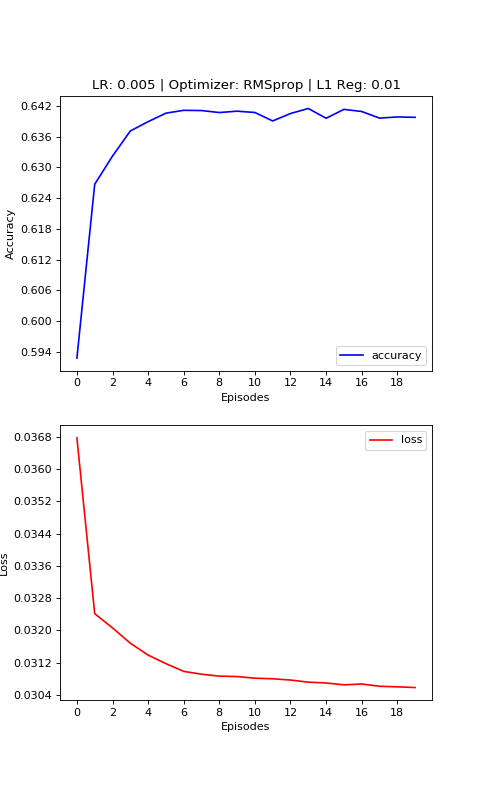 LR: 0.005 | Optimizer: RMSprop | L1 Reg: 0.01
0.642
0.636
0.630
0.624
0.618
0.612
0.606
0.600
0.594
Accuracy
accuracy
0 2 4 6 8 10 12 14 16 18
Episodes
0.0368
0.0360
0.0352
0.0344
0.0336
0.0328
0.0320
0.0312
0.0304
Loss
loss
0 2 4 6 8 10 12 14 16 18
Episodes